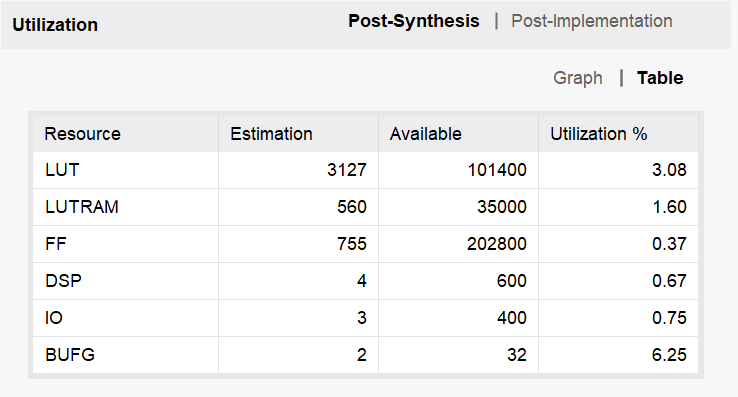 Utilization Post-Synthesis | Post-Implementation
Graph | Table
Resource Estimation Available Utilization %
LUT 3127 101400 3.08
LUTRAM 560 35000 1.60
FF 755 202800 0.37
DSP 4 600 0.67
IO 3 400 0.75
BUFG 2 32 6.25